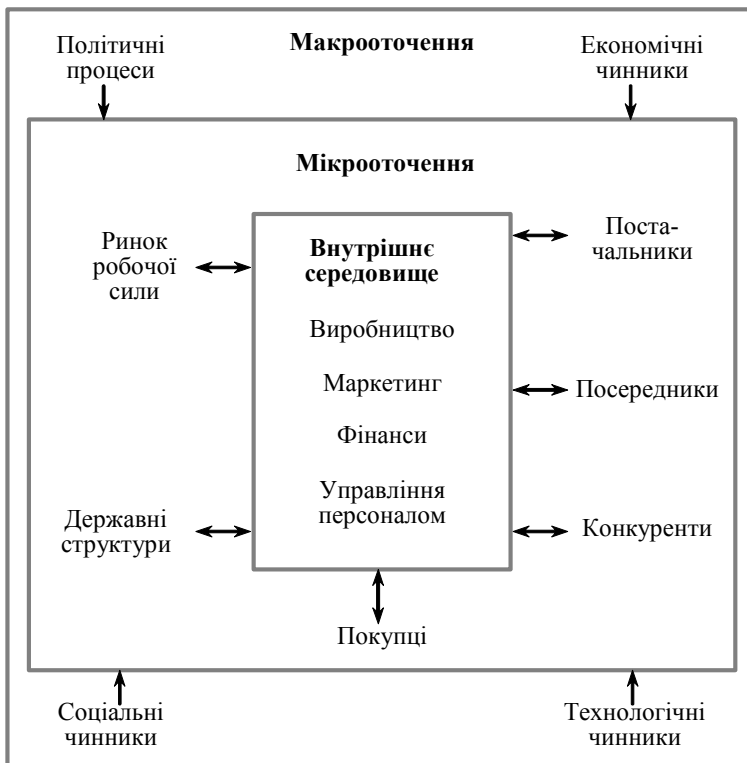 Політичні
процеси
Макрооточення
Економічні
чинники
Мікрооточення
Ринок
робочої
сили
Внутрішнє
середовище
Поста-
чальники
Виробництво
Маркетинг
Посередники
Фінанси
Управління
персоналом
Державні
структури
Конкуренти
Покупці
Соціальні
чинники
Технологічні
чинники